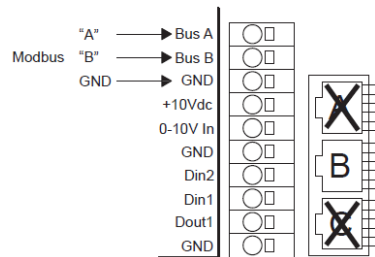 “A” Bus A
Modbus “B” Bus B
GND GND
+10Vdc
0-10V In
GND
Din2
Din1
Dout1
GND
A
B
C